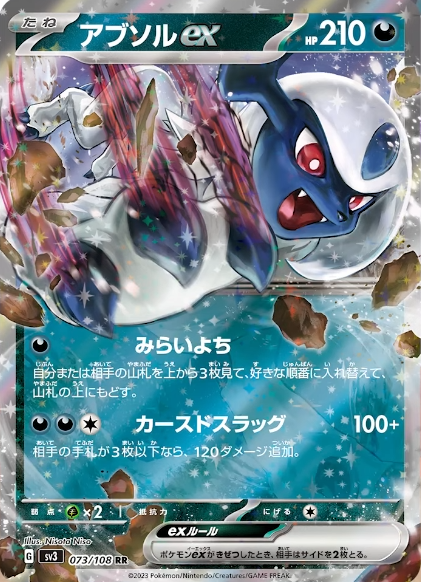 たね アブソルex HP 210
みらいよち
自分または相手の山札を上から3枚見て、好きな順番に入れ替えて、
山札の上にもどす。
カースドスラッグ 100+
相手の手札が3枚以下なら、120ダメージ追加。
弱点 ×2 抵抗力 にげる
Illus. Nisota Niso
exルール
ポケモンexがきぜつしたとき、相手はサイドを2枚とる。
G sv3 073/108 RR
©2023 Pokémon/Nintendo/Creatures/GAME FREAK.